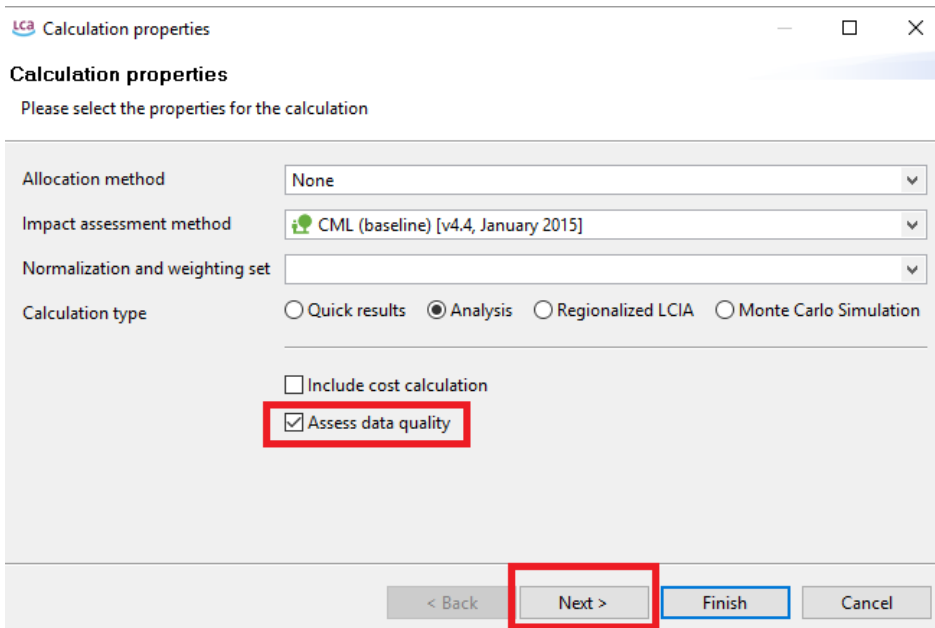 LCA Calculation properties
Calculation properties
Please select the properties for the calculation
Allocation method None
Impact assessment method CML (baseline) [v4.4, January 2015]
Normalization and weighting set
Calculation type Quick results Analysis Regionalized LCIA Monte Carlo Simulation
Include cost calculation
Assess data quality
< Back Next > Finish Cancel